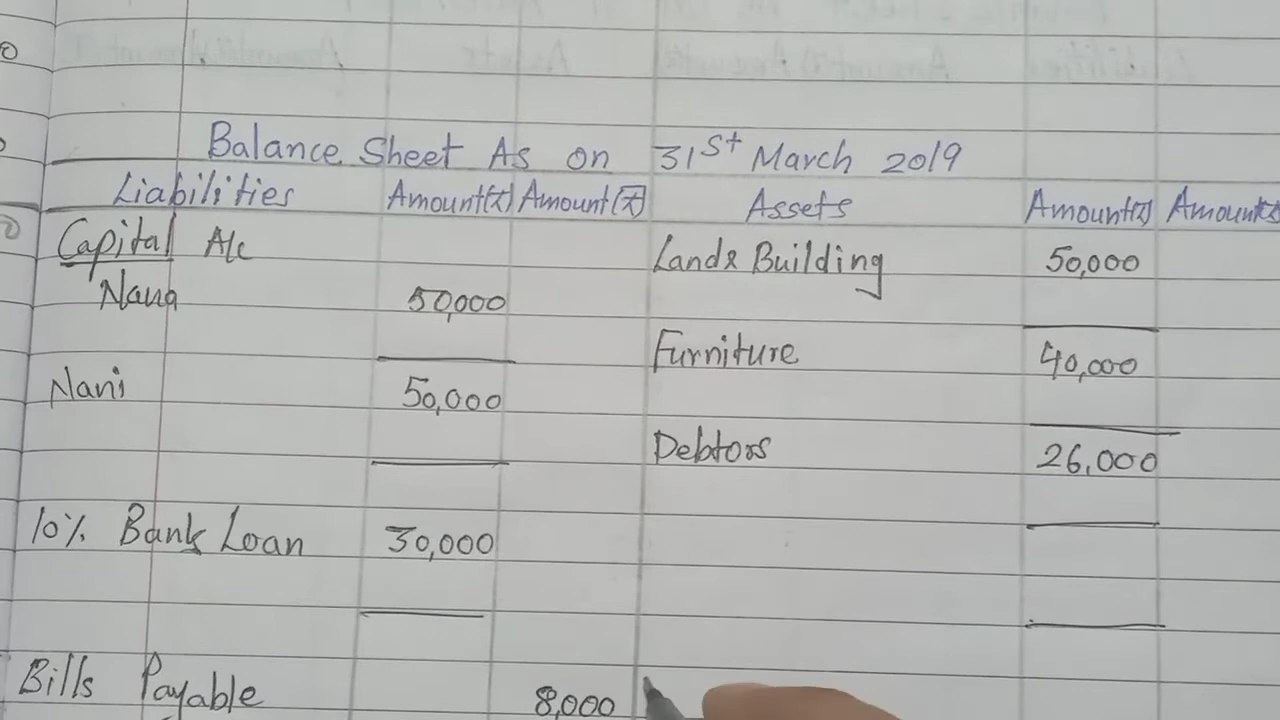 Balance Sheet As on 31st March 2019
Liabilities Amount(₹) Amount(₹) Assets Amount(₹) Amount(₹)
Capital A/c Land & Building 50,000
Nana 50,000
Furniture 40,000
Nani 50,000
Debtors 26,000
10% Bank Loan 30,000
Bills Payable 8,000